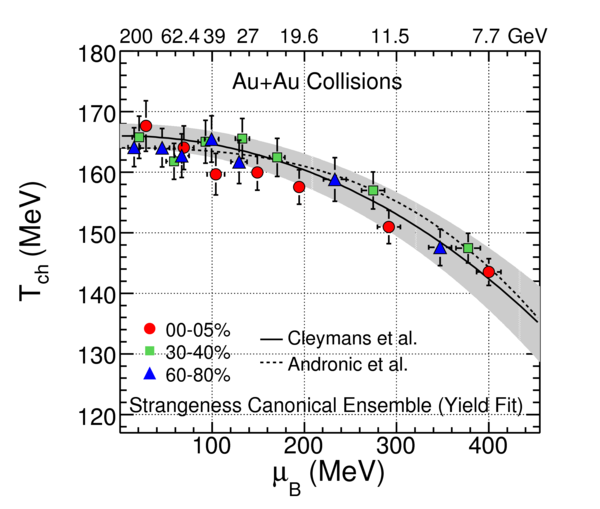 200 62.4 39 27 19.6 11.5 7.7 GeV
180
Au+Au Collisions
170
160
150
140
130
120
T_ch (MeV)
00-05%
30-40%
60-80%
Cleymans et al.
Andronic et al.
Strangeness Canonical Ensemble (Yield Fit)
100 200 300 400
μ_B (MeV)